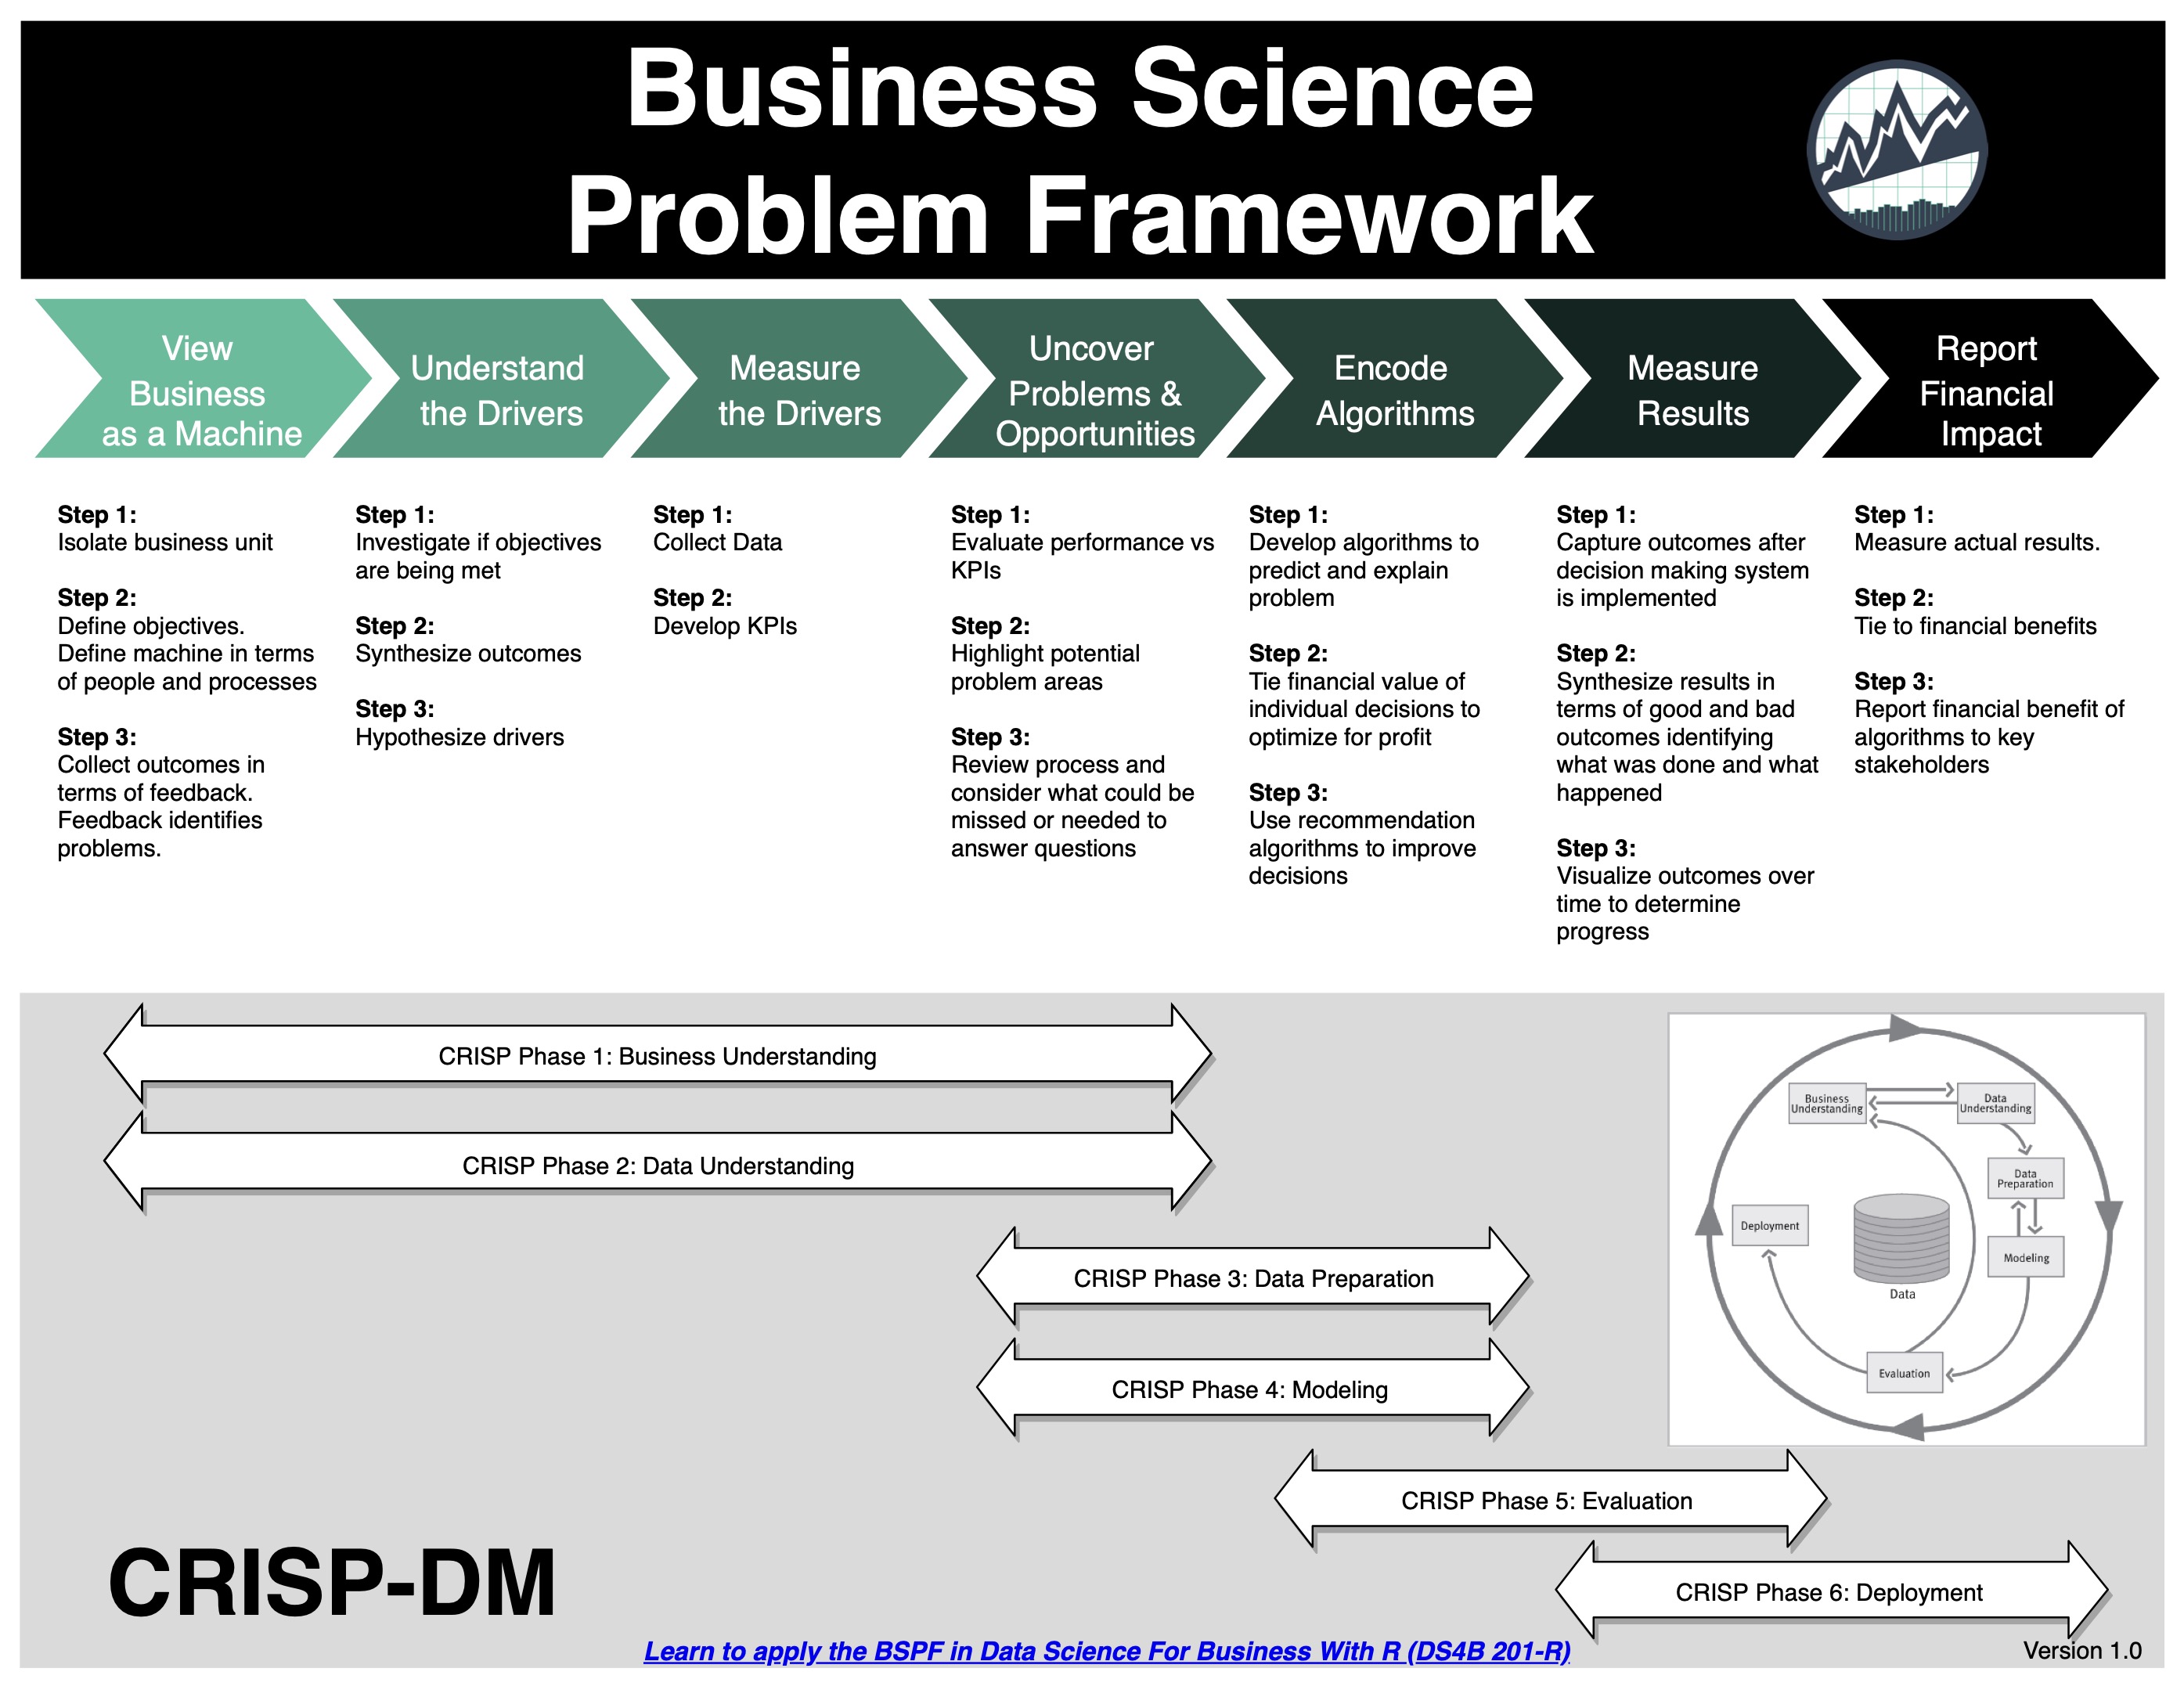 Business Science
Problem Framework
View
Business
as a Machine
Understand
the Drivers
Measure
the Drivers
Uncover
Problems &
Opportunities
Encode
Algorithms
Measure
Results
Report
Financial
Impact
Step 1:
Isolate business unit
Step 2:
Define objectives.
Define machine in terms
of people and processes
Step 3:
Collect outcomes in
terms of feedback.
Feedback identifies
problems.
Step 1:
Investigate if objectives
are being met
Step 2:
Synthesize outcomes
Step 3:
Hypothesize drivers
Step 1:
Collect Data
Step 2:
Develop KPIs
Step 1:
Evaluate performance vs
KPIs
Step 2:
Highlight potential
problem areas
Step 3:
Review process and
consider what could be
missed or needed to
answer questions
Step 1:
Develop algorithms to
predict and explain
problem
Step 2:
Tie financial value of
individual decisions to
optimize for profit
Step 3:
Use recommendation
algorithms to improve
decisions
Step 1:
Capture outcomes after
decision making system
is implemented
Step 2:
Synthesize results in
terms of good and bad
outcomes identifying
what was done and what
happened
Step 3:
Visualize outcomes over
time to determine
progress
Step 1:
Measure actual results.
Step 2:
Tie to financial benefits
Step 3:
Report financial benefit of
algorithms to key
stakeholders
CRISP Phase 1: Business Understanding
CRISP Phase 2: Data Understanding
CRISP Phase 3: Data Preparation
CRISP Phase 4: Modeling
CRISP Phase 5: Evaluation
CRISP Phase 6: Deployment
Business
Understanding
Data
Understanding
Data
Preparation
Modeling
Deployment
Data
Evaluation
CRISP-DM
Learn to apply the BSPF in Data Science For Business With R (DS4B 201-R)
Version 1.0